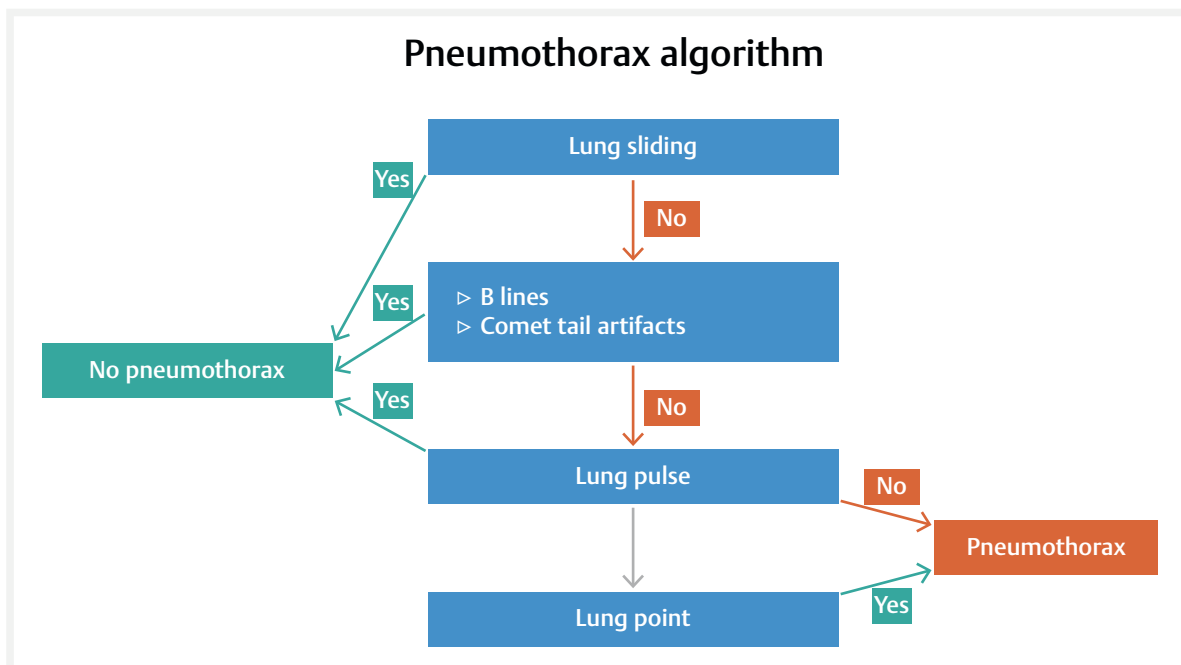 Pneumothorax algorithm
Lung sliding
Yes
No
▷ B lines
▷ Comet tail artifacts
Yes
No pneumothorax
Yes
No
Lung pulse
No
Pneumothorax
Lung point
Yes